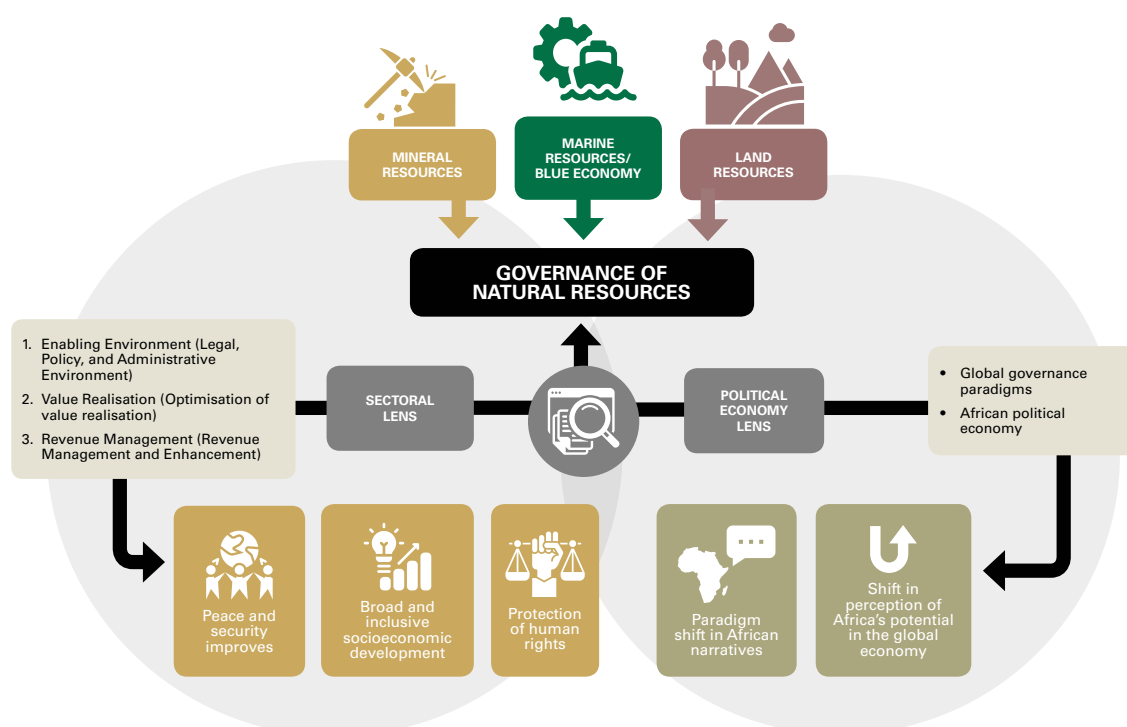 MINERAL
RESOURCES
MARINE
RESOURCES/
BLUE ECONOMY
LAND
RESOURCES
GOVERNANCE OF
NATURAL RESOURCES
1. Enabling Environment (Legal,
Policy, and Administrative
Environment)
2. Value Realisation (Optimisation of
value realisation)
3. Revenue Management (Revenue
Management and Enhancement)
SECTORAL
LENS
POLITICAL
ECONOMY
LENS
• Global governance
paradigms
• African political
economy
Peace and
security
improves
Broad and
inclusive
socioeconomic
development
Protection
of human
rights
Paradigm
shift in African
narratives
Shift in
perception of
Africa's potential
in the global
economy